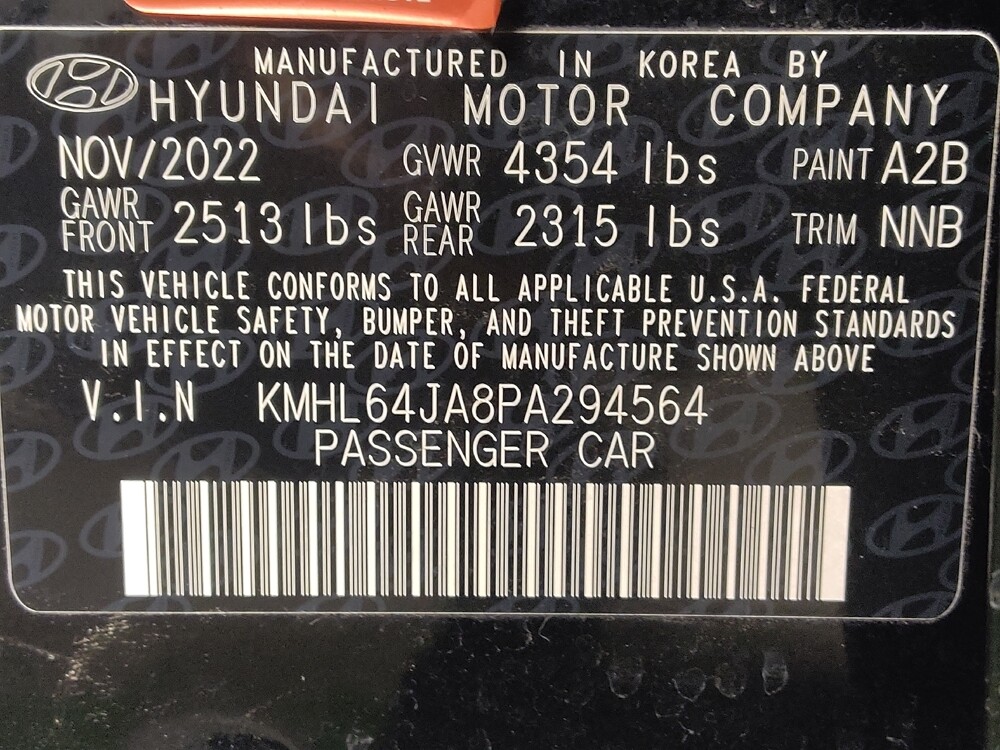 MANUFACTURED IN KOREA BY
HYUNDAI MOTOR COMPANY
NOV/2022 GVWR 4354 lbs PAINT A2B
GAWR FRONT 2513 lbs GAWR REAR 2315 lbs TRIM NNB
THIS VEHICLE CONFORMS TO ALL APPLICABLE U.S.A. FEDERAL
MOTOR VEHICLE SAFETY, BUMPER, AND THEFT PREVENTION STANDARDS
IN EFFECT ON THE DATE OF MANUFACTURE SHOWN ABOVE
V.I.N KMHL64JA8PA294564
PASSENGER CAR